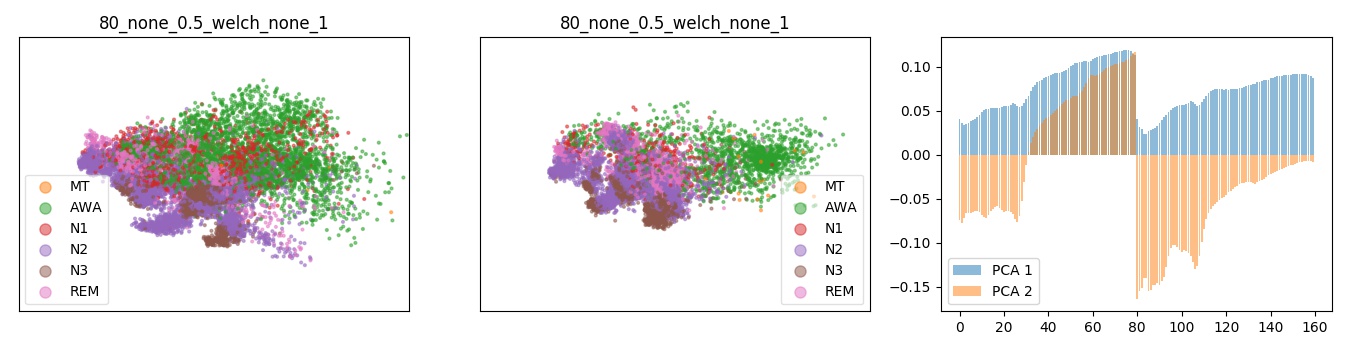 80_none_0.5_welch_none_1
MT
AWA
N1
N2
N3
REM
80_none_0.5_welch_none_1
MT
AWA
N1
N2
N3
REM
0.10
0.05
0.00
−0.05
−0.10
−0.15
PCA 1
PCA 2
0 20 40 60 80 100 120 140 160